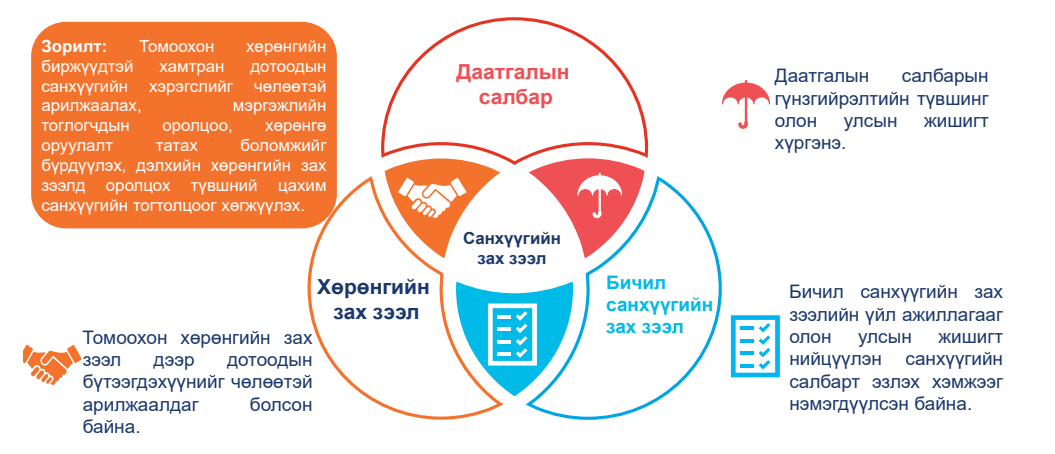 Зорилт: Томоохон хөрөнгийн
биржүүдтэй хамтран дотоодын
санхүүгийн хэрэгслийг чөлөөтэй
арилжаалах, мэргэжлийн
тоглогчдын оролцоо, хөрөнгө
оруулалт татах боломжийг
бүрдүүлэх, дэлхийн хөрөнгийн зах
зээлд оролцох түвшний цахим
санхүүгийн тогтолцоог хөгжүүлэх.
Даатгалын
салбар
Даатгалын салбарын
гүнзгийрэлтийн түвшинг
олон улсын жишигт
хүргэнэ.
Санхүүгийн
зах зээл
Хөрөнгийн
зах зээл
Бичил
санхүүгийн
зах зээл
Томоохон хөрөнгийн зах
зээл дээр дотоодын
бүтээгдэхүүнийг чөлөөтэй
арилжаалдаг болсон
байна.
Бичил санхүүгийн зах
зээлийн үйл ажиллагааг
олон улсын жишигт
нийцүүлэн санхүүгийн
салбарт эзлэх хэмжээг
нэмэгдүүлсэн байна.